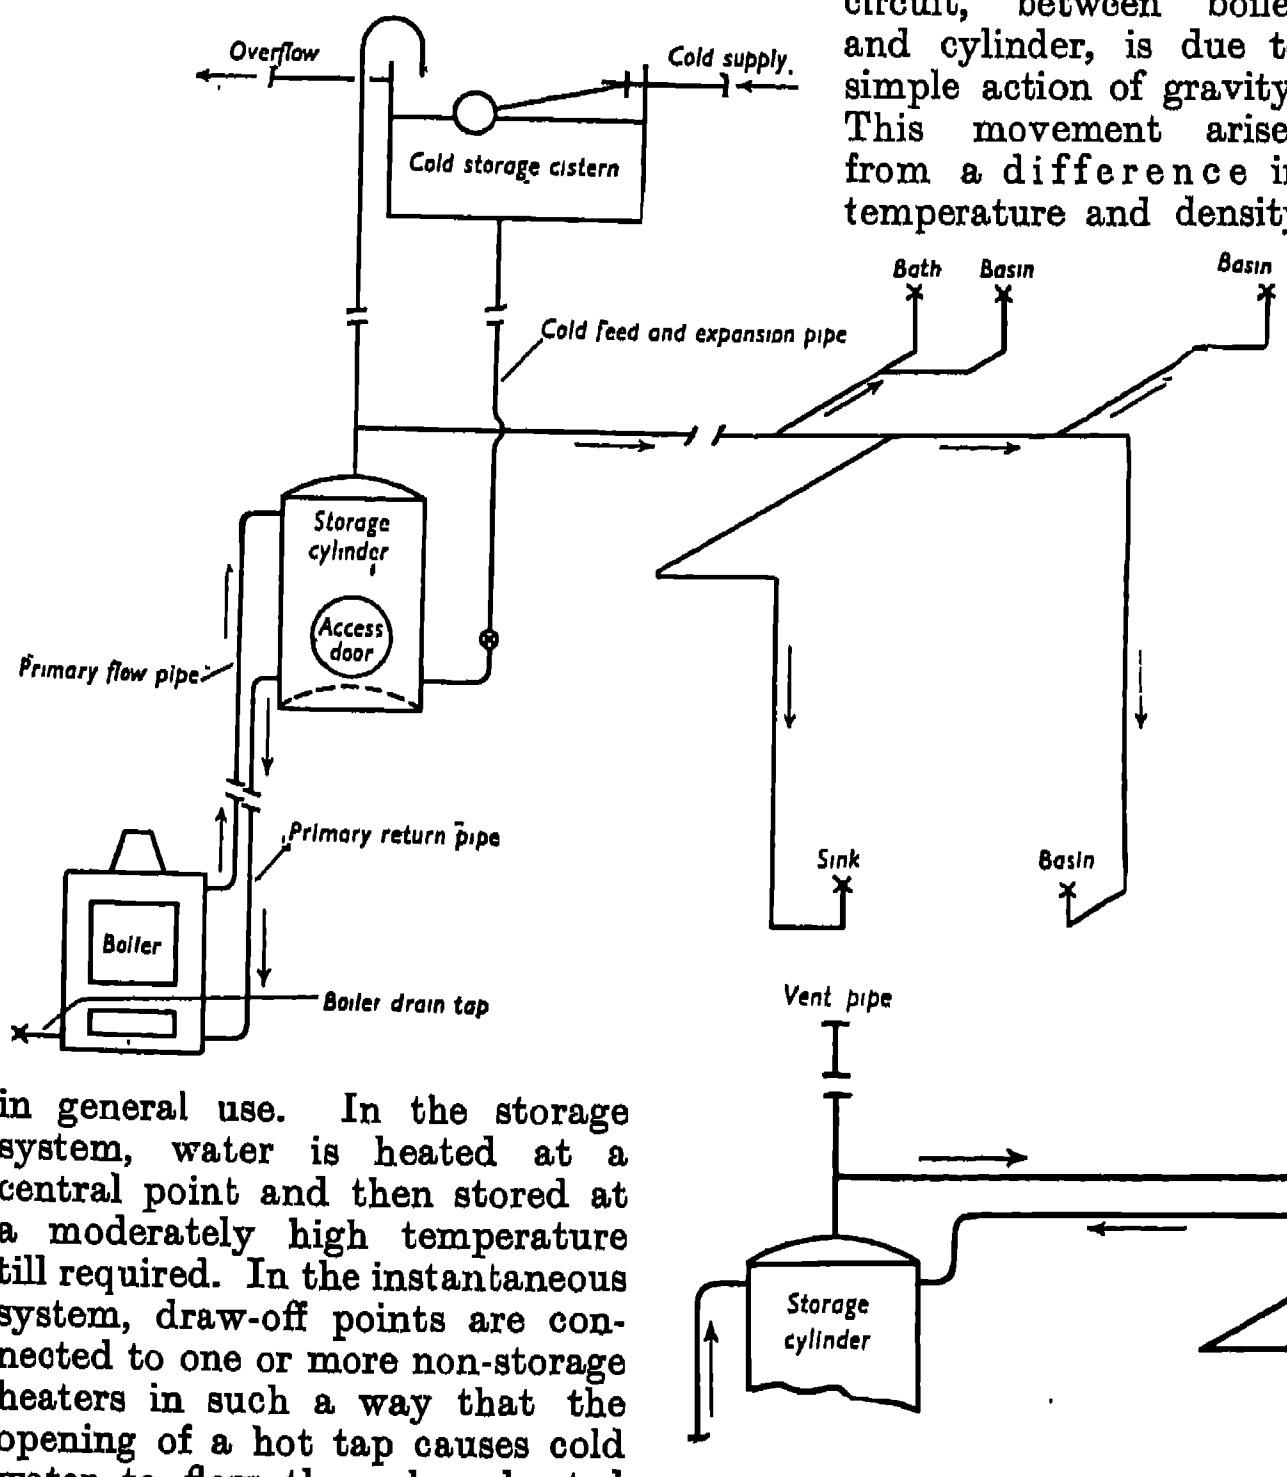 circuit, between
and cylinder, is due
simple action of gravity
This movement
from a difference
temperature and density
Overflow
Cold supply.
Cold storage cistern
Cold feed and expansion pipe
Bath Basin Basin
Storage
cylinder
Access
door
Primary flow pipe
Primary return pipe
Boiler
Boiler drain tap
Sink Basin
in general use. In the storage
system, water is heated at a
central point and then stored at
a moderately high temperature
till required. In the instantaneous
system, draw-off points are con-
nected to one or more non-storage
heaters in such a way that the
opening of a hot tap causes cold
Vent pipe
Storage
cylinder